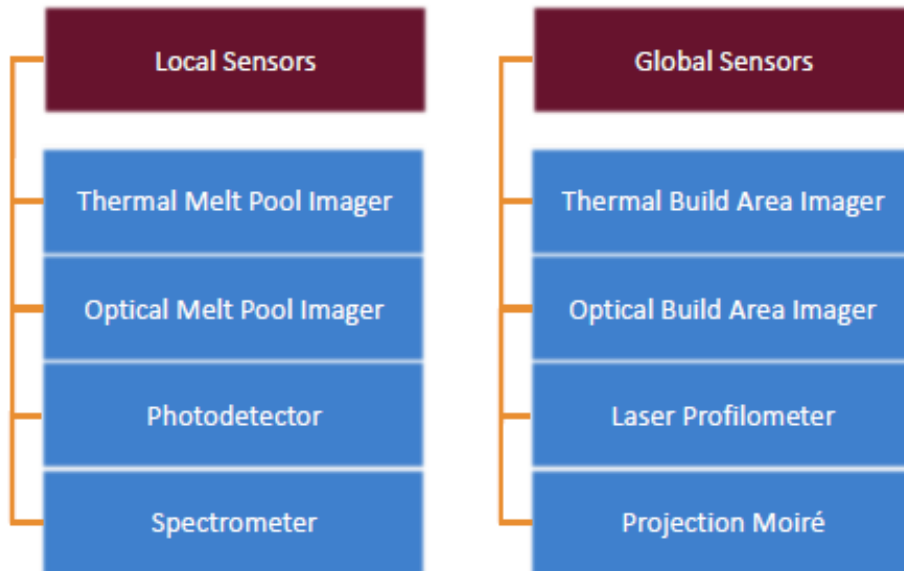 Local Sensors
Thermal Melt Pool Imager
Optical Melt Pool Imager
Photodetector
Spectrometer
Global Sensors
Thermal Build Area Imager
Optical Build Area Imager
Laser Profilometer
Projection Moiré